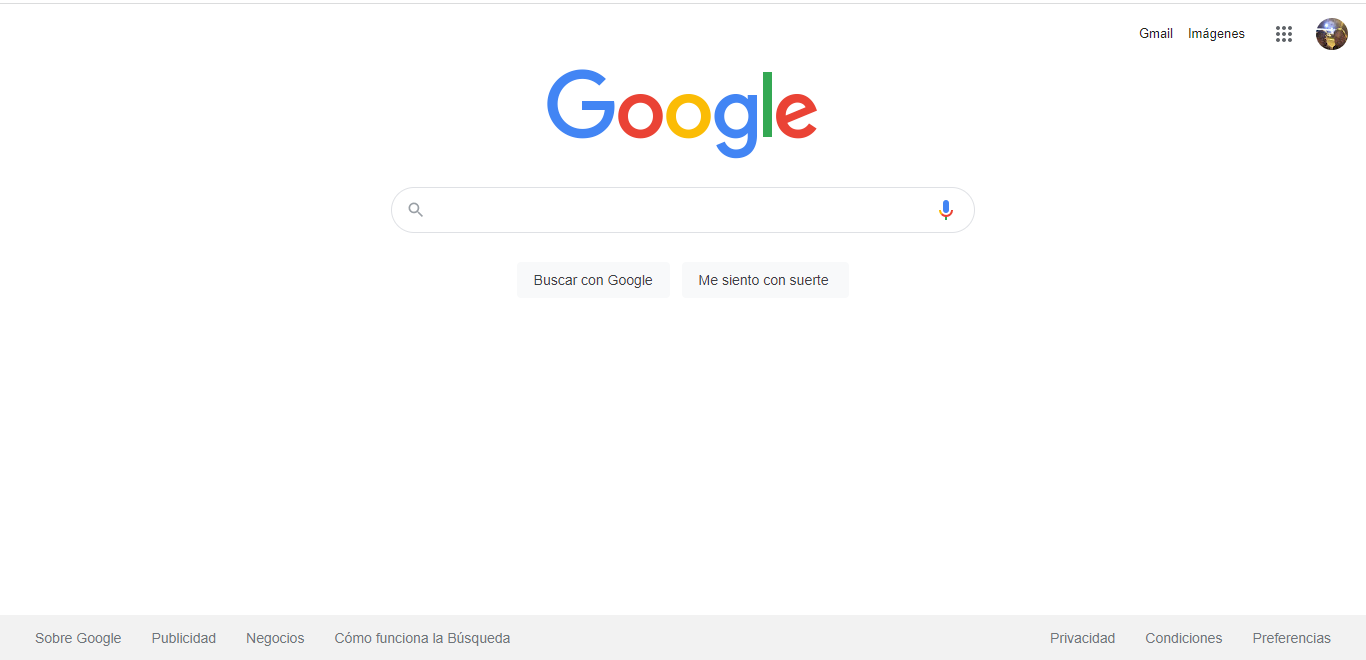 Gmail Imágenes
Google
Buscar con Google Me siento con suerte
Sobre Google Publicidad Negocios Cómo funciona la Búsqueda Privacidad Condiciones Preferencias